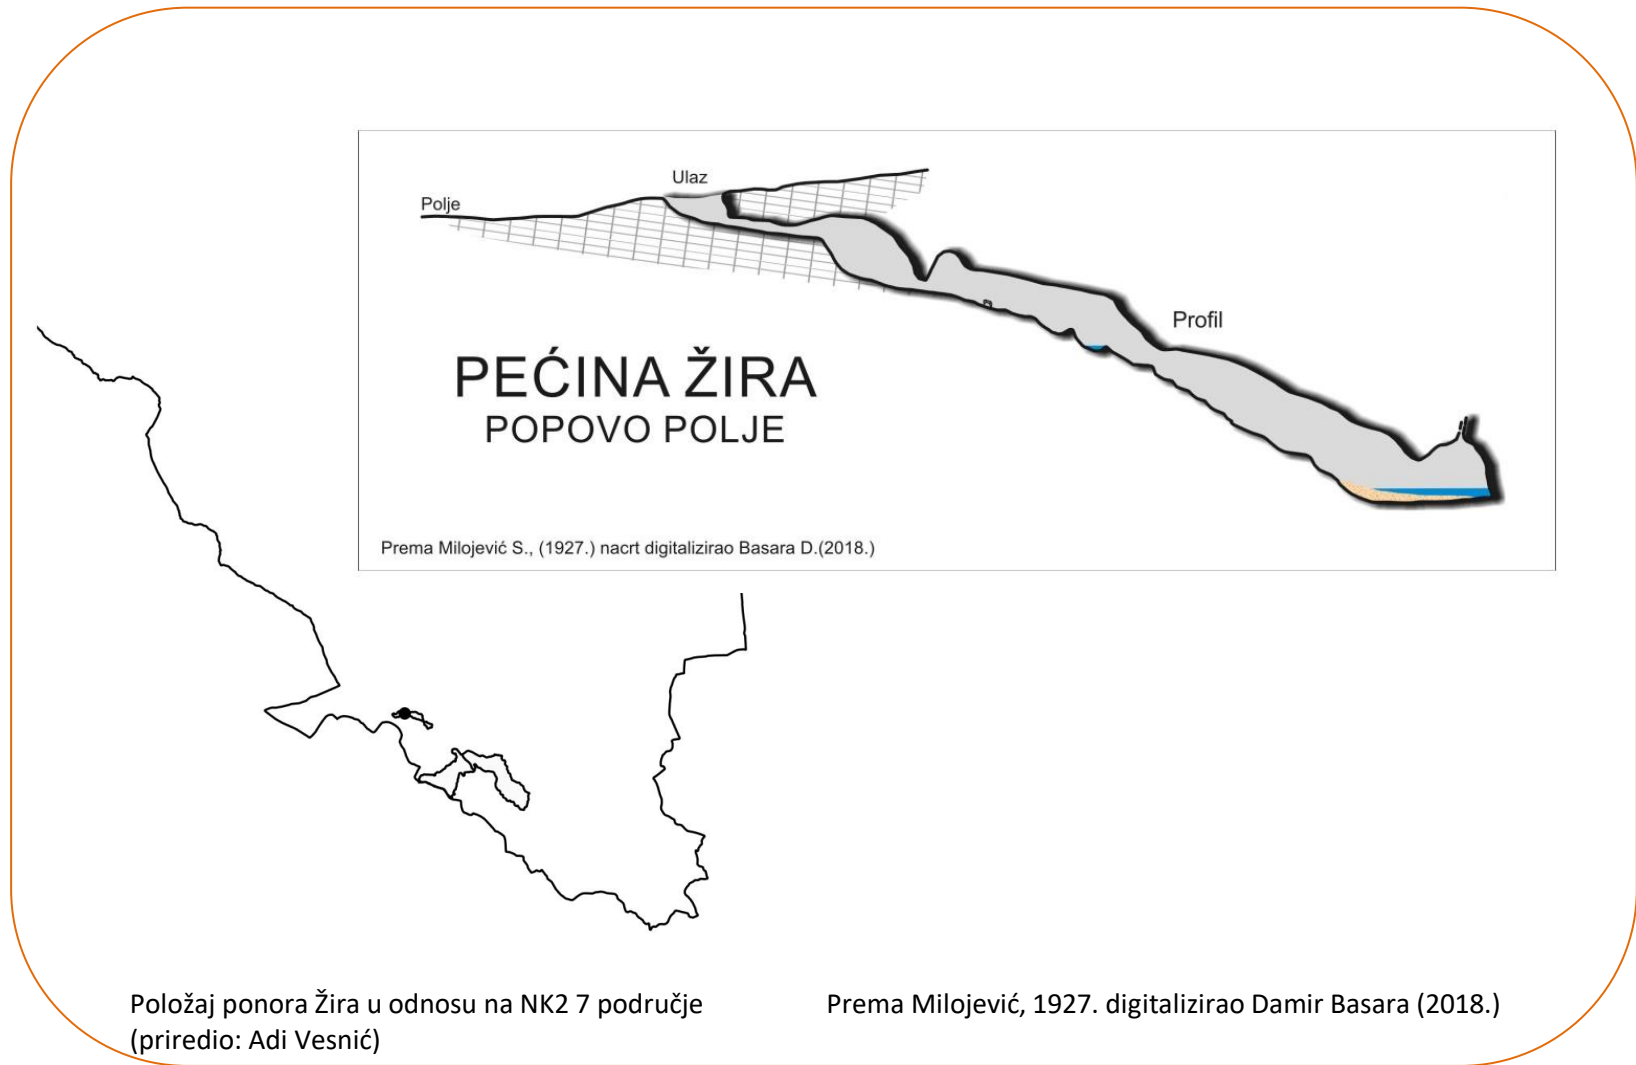 Ulaz
Polje
Profil
PEĆINA ŽIRA
POPOVO POLJE
Prema Milojević S., (1927.) nacrt digitalizirao Basara D.(2018.)
Položaj ponora Žira u odnosu na NK2 7 područje
(priredio: Adi Vesnić)
Prema Milojević, 1927. digitalizirao Damir Basara (2018.)